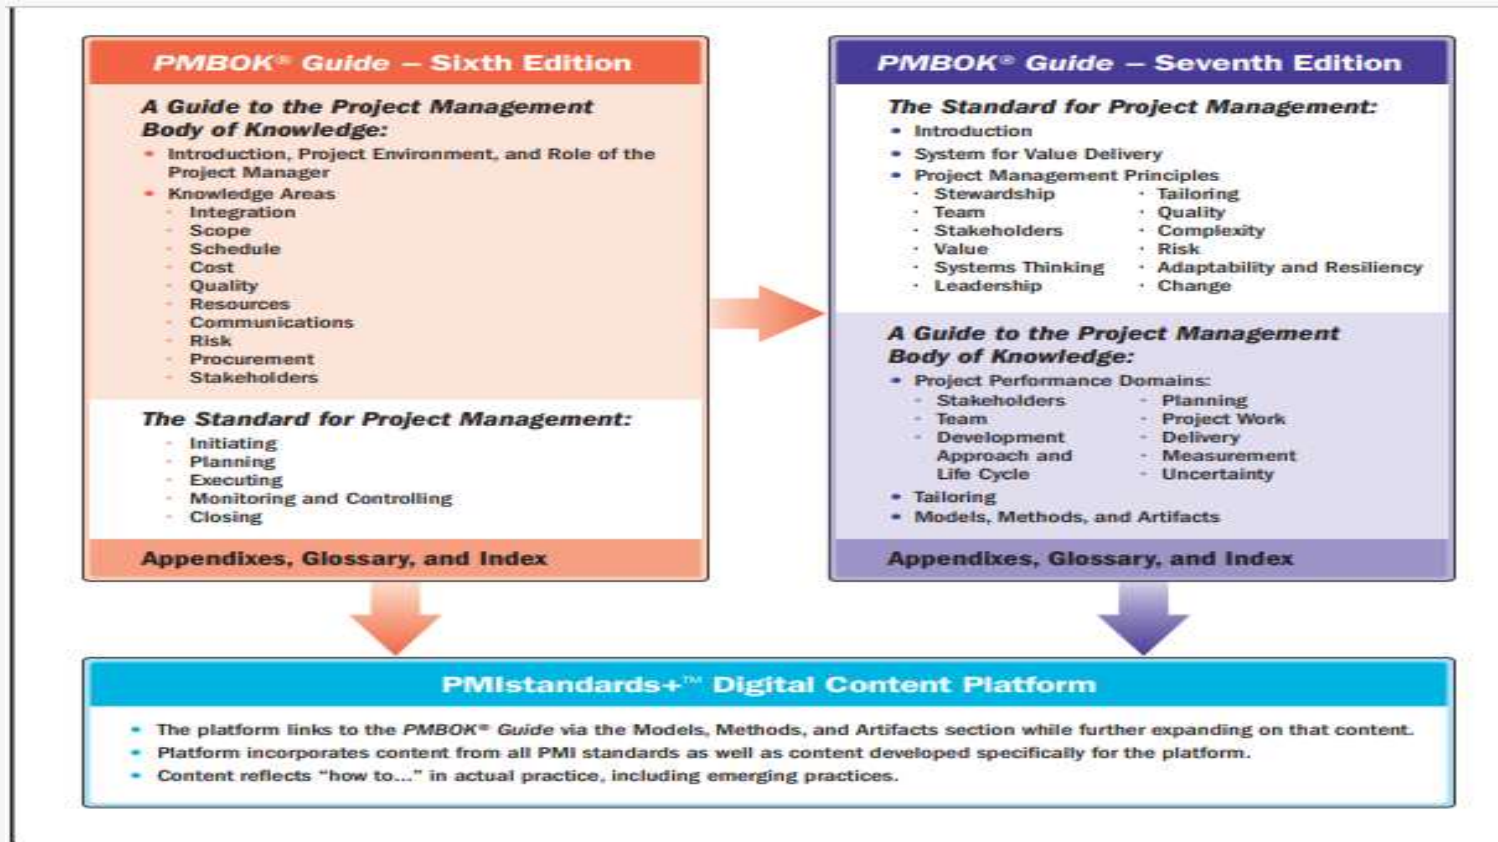 PMBOK® Guide – Sixth Edition
A Guide to the Project Management
Body of Knowledge:
• Introduction, Project Environment, and Role of the
Project Manager
• Knowledge Areas
- Integration
- Scope
- Schedule
- Cost
- Quality
- Resources
- Communications
- Risk
- Procurement
- Stakeholders
The Standard for Project Management:
- Initiating
- Planning
- Executing
- Monitoring and Controlling
- Closing
Appendixes, Glossary, and Index
PMBOK® Guide – Seventh Edition
The Standard for Project Management:
• Introduction
• System for Value Delivery
• Project Management Principles
· Stewardship
· Team
· Stakeholders
· Value
· Systems Thinking
· Leadership
· Tailoring
· Quality
· Complexity
· Risk
· Adaptability and Resiliency
· Change
A Guide to the Project Management
Body of Knowledge:
• Project Performance Domains:
- Stakeholders
- Team
- Development
Approach and
Life Cycle
- Planning
- Project Work
- Delivery
- Measurement
- Uncertainty
• Tailoring
• Models, Methods, and Artifacts
Appendixes, Glossary, and Index
PMIstandards+™ Digital Content Platform
• The platform links to the PMBOK® Guide via the Models, Methods, and Artifacts section while further expanding on that content.
• Platform incorporates content from all PMI standards as well as content developed specifically for the platform.
• Content reflects “how to...” in actual practice, including emerging practices.